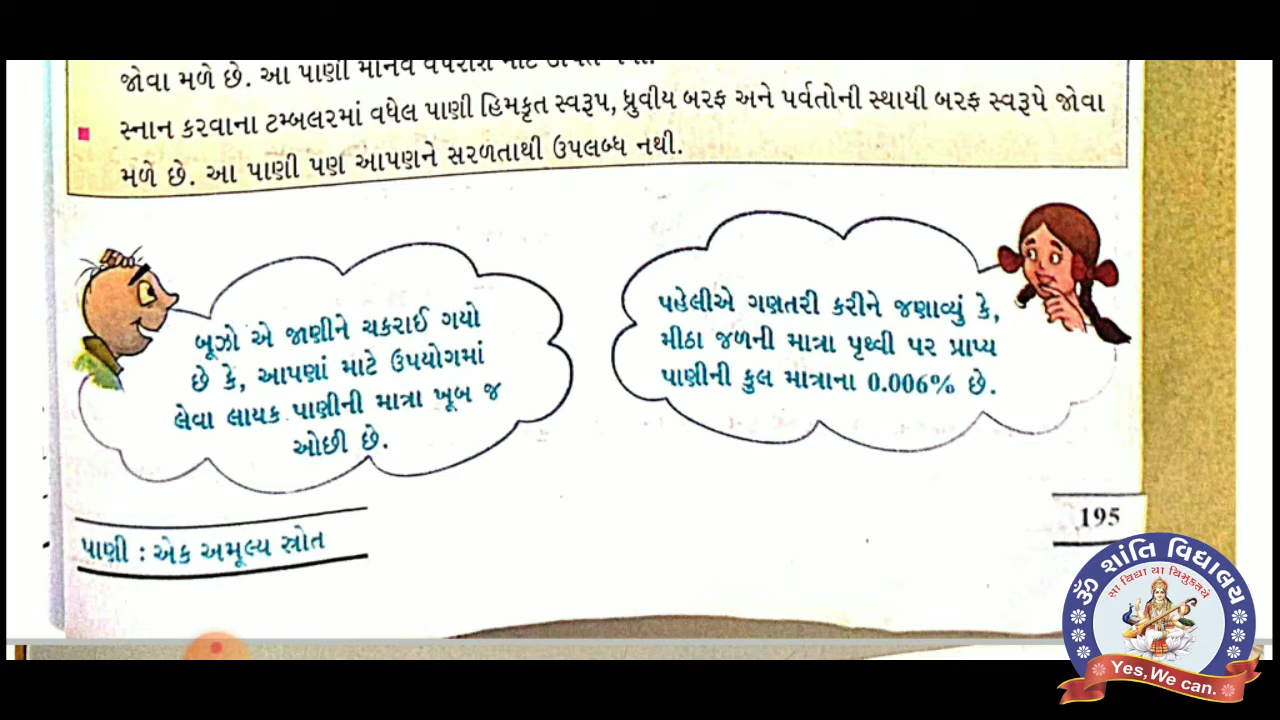 જોવા મળે છે. આ પાણી માનવ વપરાશ માટે
સ્નાન કરવાના ટમ્બલરમાં વધેલ પાણી હિમકૃત સ્વરૂપ, ધ્રુવીય બરફ અને પર્વતોની સ્થાયી બરફ સ્વરૂપે જોવા
મળે છે. આ પાણી પણ આપણને સરળતાથી ઉપલબ્ધ નથી.
બૂઝો એ જાણીને ચકરાઈ ગયો
છે કે, આપણાં માટે ઉપયોગમાં
લેવા લાયક પાણીની માત્રા ખૂબ જ
ઓછી છે.
પહેલીએ ગણતરી કરીને જણાવ્યું કે,
મીઠા જળની માત્રા પૃથ્વી પર પ્રાપ્ય
પાણીની કુલ માત્રાના 0.006% છે.
પાણી : એક અમૂલ્ય સ્રોત
195
ૐ શાંતિ વિદ્યાલય
સા વિદ્યા યા વિમુક્તયે
Yes, We can.